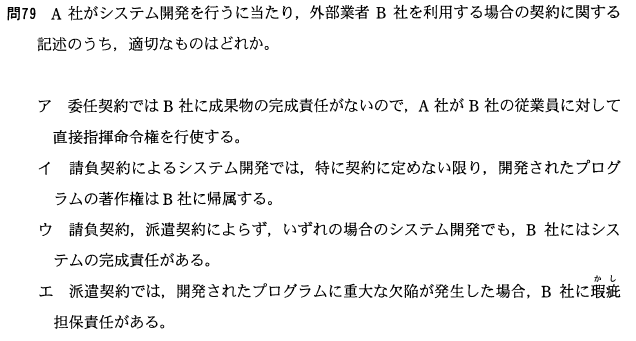 問79 A 社がシステム開発を行うに当たり，外部業者 B 社を利用する場合の契約に関する
記述のうち，適切なものはどれか。
ア 委任契約では B 社に成果物の完成責任がないので，A 社が B 社の従業員に対して
直接指揮命令権を行使する。
イ 請負契約によるシステム開発では，特に契約に定めない限り，開発されたプログ
ラムの著作権は B 社に帰属する。
ウ 請負契約，派遣契約によらず，いずれの場合のシステム開発でも，B 社にはシス
テムの完成責任がある。
かし
エ 派遣契約では，開発されたプログラムに重大な欠陥が発生した場合，B 社に瑕疵
担保責任がある。